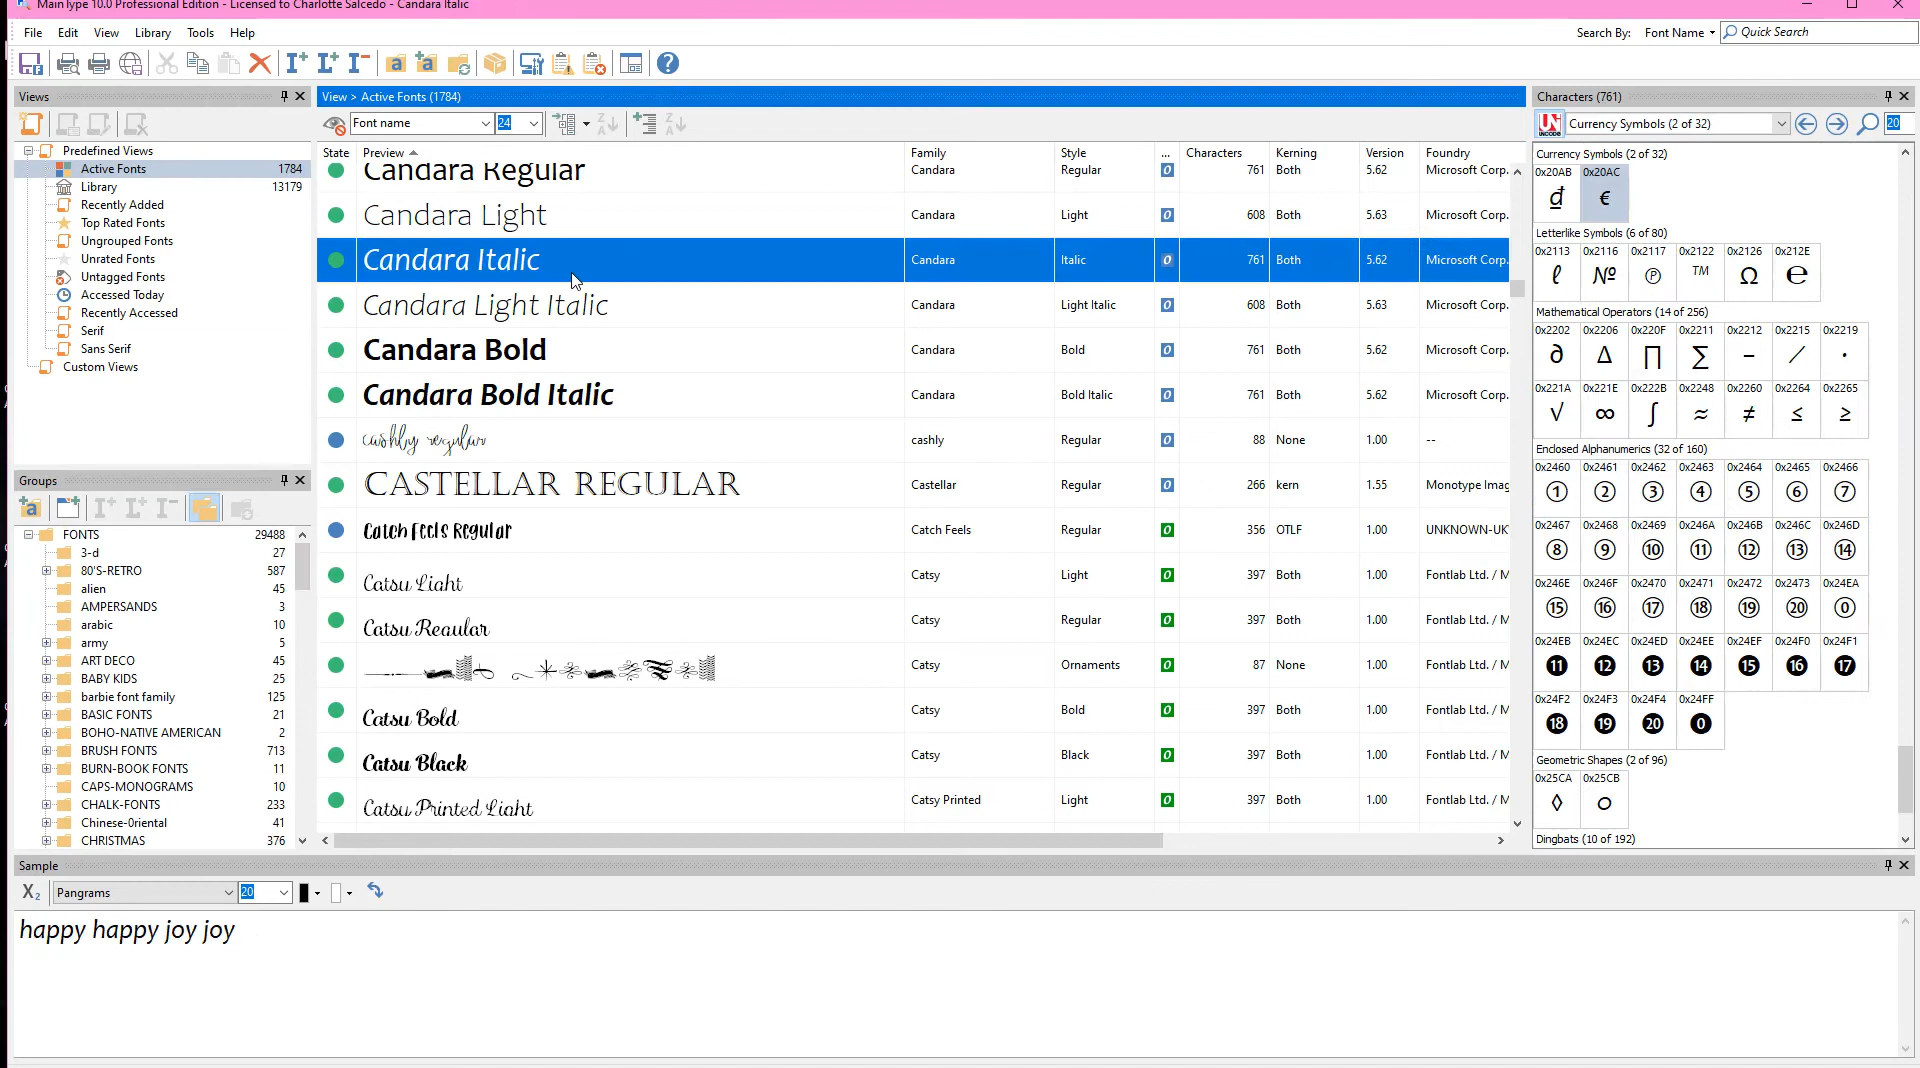 MainType 10.0 Professional Edition - Licensed to Charlotte Salcedo - Candara Italic
File Edit View Library Tools Help
Search By: Font Name Quick Search
Views
View > Active Fonts (1784)
Characters (761)
Font name 24
Currency Symbols (2 of 32) 20
Predefined Views
Active Fonts 1784
Library 13179
Recently Added
Top Rated Fonts
Ungrouped Fonts
Unrated Fonts
Untagged Fonts
Accessed Today
Recently Accessed
Serif
Sans Serif
Custom Views
Groups
FONTS 29488
3-d 27
80'S-RETRO 587
alien 45
AMPERSANDS 3
arabic 10
army 5
ART DECO 45
BABY KIDS 25
barbie font family 125
BASIC FONTS 21
BOHO-NATIVE AMERICAN 2
BRUSH FONTS 713
BURN-BOOK FONTS 11
CAPS-MONOGRAMS 10
CHALK-FONTS 233
Chinese-0riental 41
CHRISTMAS 376
State Preview Family Style ... Characters Kerning Version Foundry
Candara Regular Candara Regular O 761 Both 5.62 Microsoft Corp.
Candara Light Candara Light O 608 Both 5.63 Microsoft Corp.
Candara Italic Candara Italic O 761 Both 5.62 Microsoft Corp.
Candara Light Italic Candara Light Italic O 608 Both 5.63 Microsoft Corp.
Candara Bold Candara Bold O 761 Both 5.62 Microsoft Corp.
Candara Bold Italic Candara Bold Italic O 761 Both 5.62 Microsoft Corp.
cashly regular cashly Regular O 88 None 1.00 --
CASTELLAR REGULAR Castellar Regular O 266 kern 1.55 Monotype Imag
Catch Feels Regular Catch Feels Regular O 356 OTLF 1.00 UNKNOWN-UK
Catsy Light Catsy Light O 397 Both 1.00 Fontlab Ltd. / M
Catsy Regular Catsy Regular O 397 Both 1.00 Fontlab Ltd. / M
Catsy Ornaments O 87 None 1.00 Fontlab Ltd. / M
Catsy Bold Catsy Bold O 397 Both 1.00 Fontlab Ltd. / M
Catsy Black Catsy Black O 397 Both 1.00 Fontlab Ltd. / M
Catsy Printed Light Catsy Printed Light O 397 Both 1.00 Fontlab Ltd. / M
Currency Symbols (2 of 32)
0x20AB 0x20AC
₫ €
Letterlike Symbols (6 of 80)
0x2113 0x2116 0x2117 0x2122 0x2126 0x212E
ℓ № ℗ ™ Ω ℮
Mathematical Operators (14 of 256)
0x2202 0x2206 0x220F 0x2211 0x2212 0x2215 0x2219
∂ ∆ ∏ ∑ − ∕ ∙
0x221A 0x221E 0x222B 0x2248 0x2260 0x2264 0x2265
√ ∞ ∫ ≈ ≠ ≤ ≥
Enclosed Alphanumerics (32 of 160)
0x2460 0x2461 0x2462 0x2463 0x2464 0x2465 0x2466
① ② ③ ④ ⑤ ⑥ ⑦
0x2467 0x2468 0x2469 0x246A 0x246B 0x246C 0x246D
⑧ ⑨ ⑩ ⑪ ⑫ ⑬ ⑭
0x246E 0x246F 0x2470 0x2471 0x2472 0x2473 0x24EA
⑮ ⑯ ⑰ ⑱ ⑲ ⑳ ⓪
0x24EB 0x24EC 0x24ED 0x24EE 0x24EF 0x24F0 0x24F1
⓫ ⓬ ⓭ ⓮ ⓯ ⓰ ⓱
0x24F2 0x24F3 0x24F4 0x24FF
⓲ ⓳ ⓴ ⓿
Geometric Shapes (2 of 96)
0x25CA 0x25CB
◊ ○
Dingbats (10 of 192)
Sample
X₂ Pangrams 20
happy happy joy joy